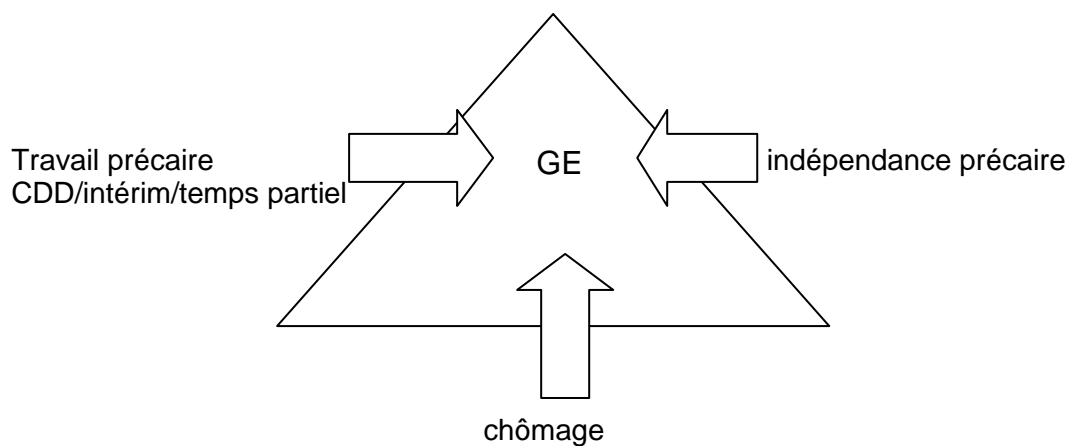 Travail précaire
CDD/intérim/temps partiel
GE
indépendance précaire
chômage